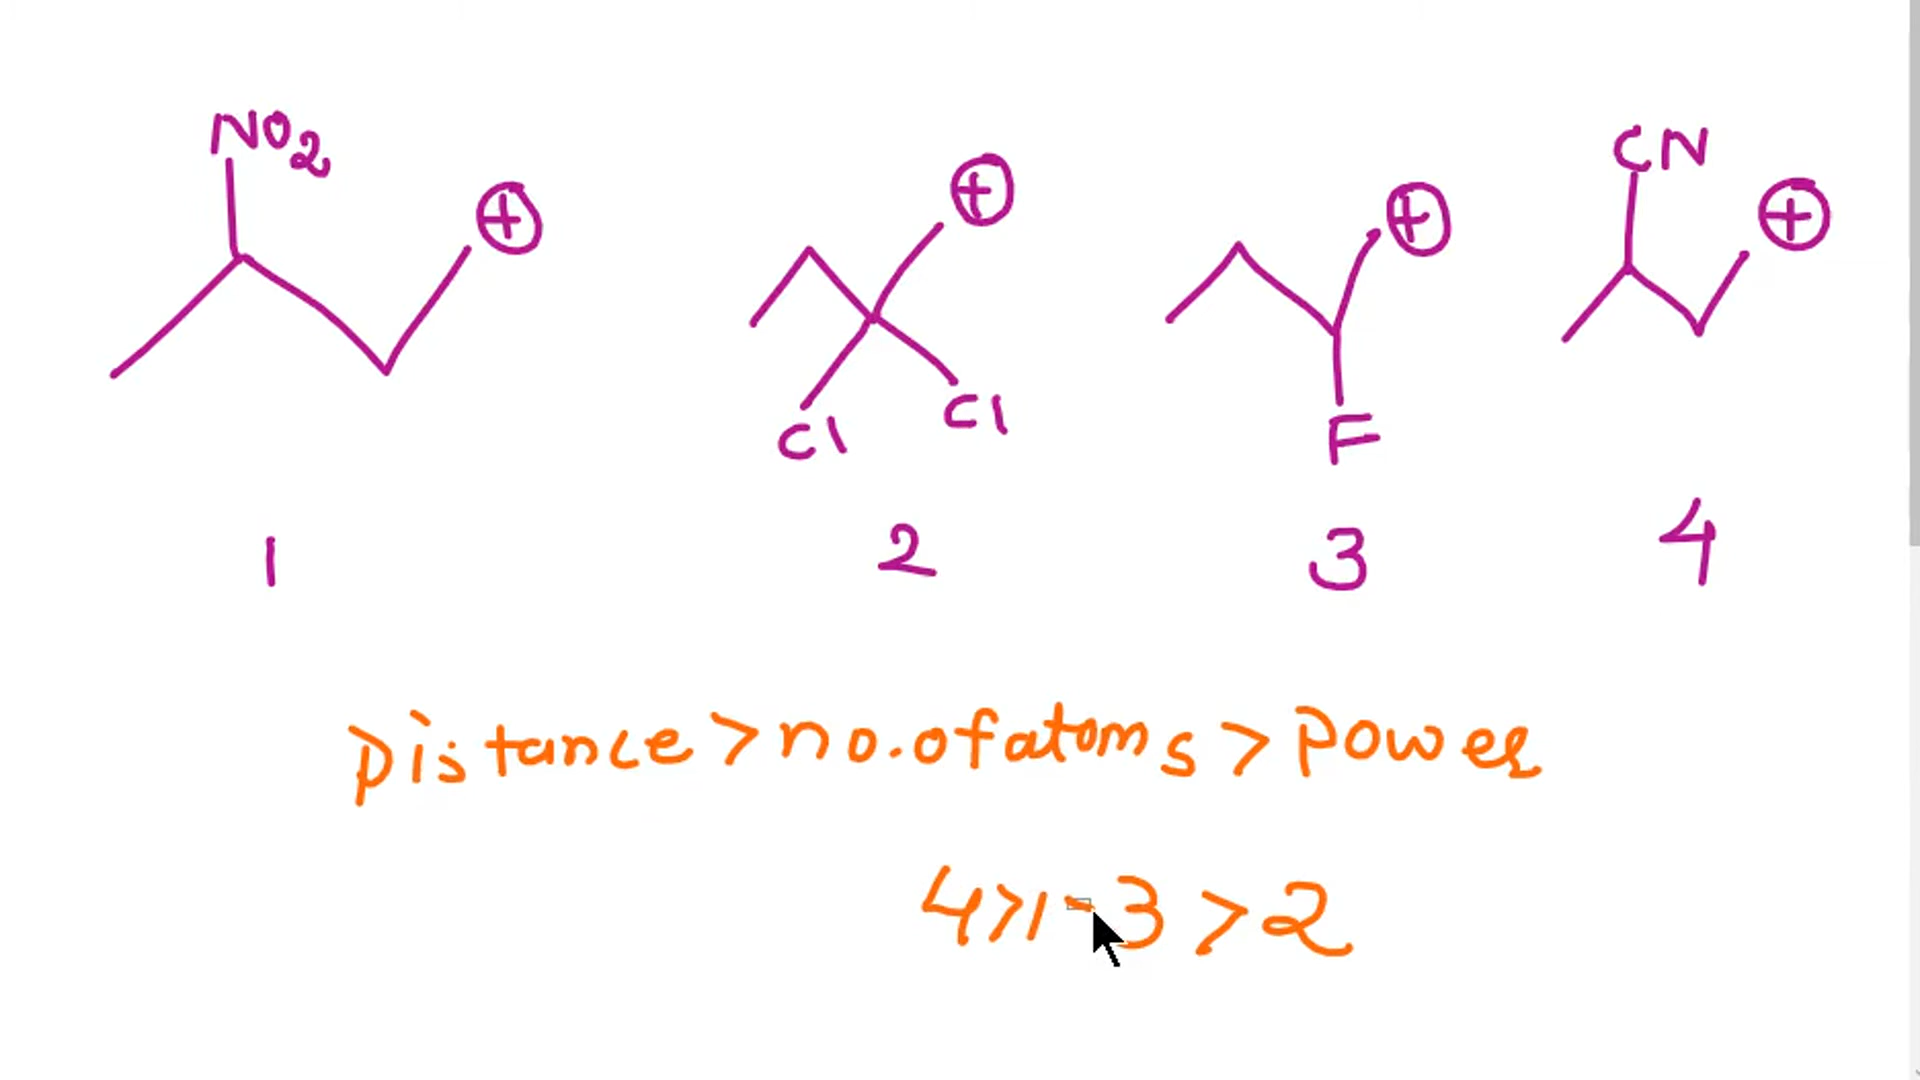 NO2
⊕
⊕
⊕
CN
⊕
Cl
Cl
F
1 2 3 4
Distance > no. of atoms > power
4 > 1 - 3 > 2